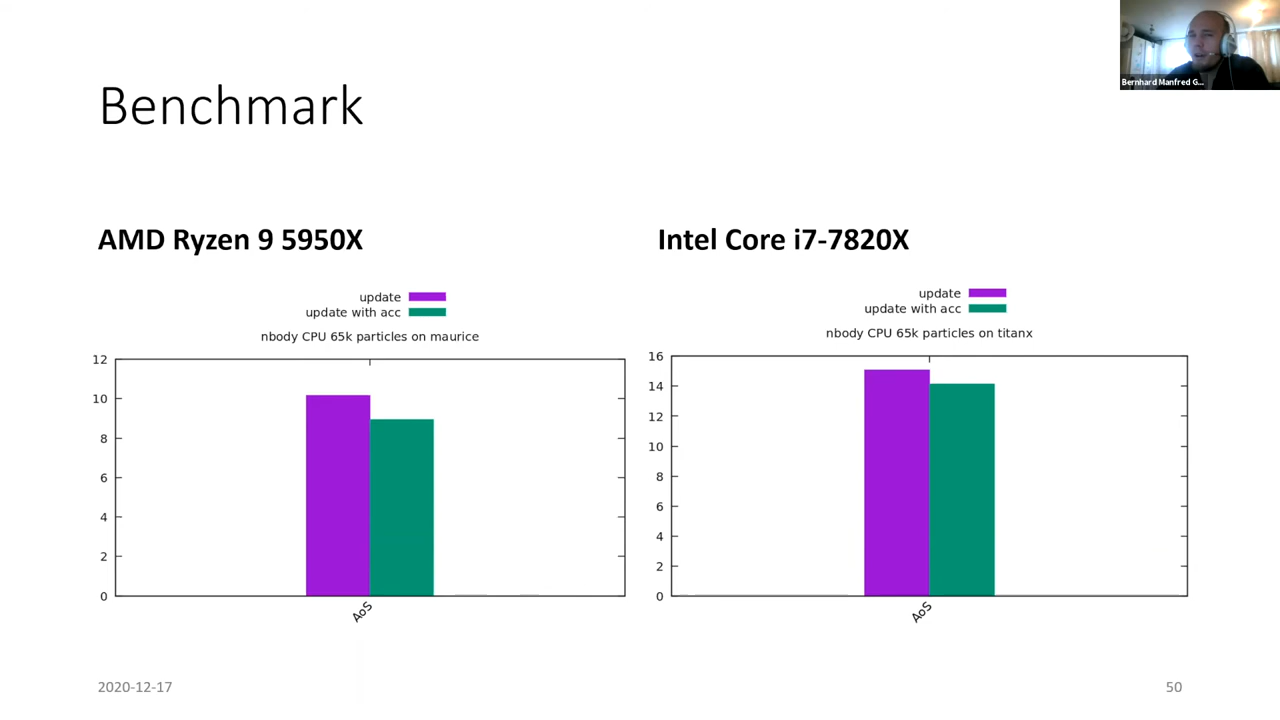 Bernhard Manfred G...
Benchmark
AMD Ryzen 9 5950X
update
update with acc
nbody CPU 65k particles on maurice
12
10
8
6
4
2
0
AoS
Intel Core i7-7820X
update
update with acc
nbody CPU 65k particles on titanx
16
14
12
10
8
6
4
2
0
AoS
2020-12-17
50